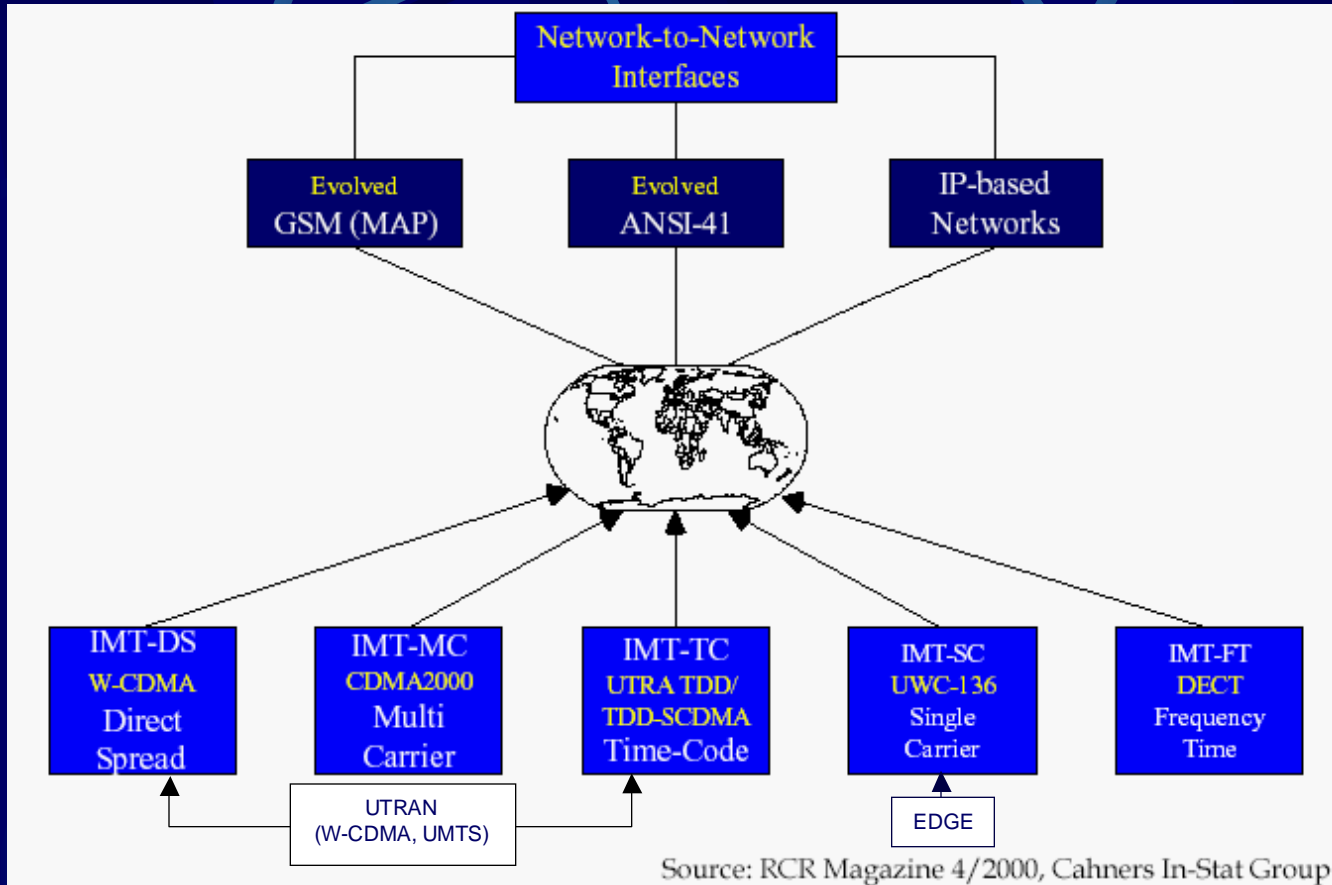 Network-to-Network
Interfaces
Evolved
GSM (MAP)
Evolved
ANSI-41
IP-based
Networks
IMT-DS
W-CDMA
Direct
Spread
IMT-MC
CDMA2000
Multi
Carrier
IMT-TC
UTRA TDD/
TDD-SCDMA
Time-Code
IMT-SC
UWC-136
Single
Carrier
IMT-FT
DECT
Frequency
Time
UTRAN
(W-CDMA, UMTS)
EDGE
Source: RCR Magazine 4/2000, Cahners In-Stat Group